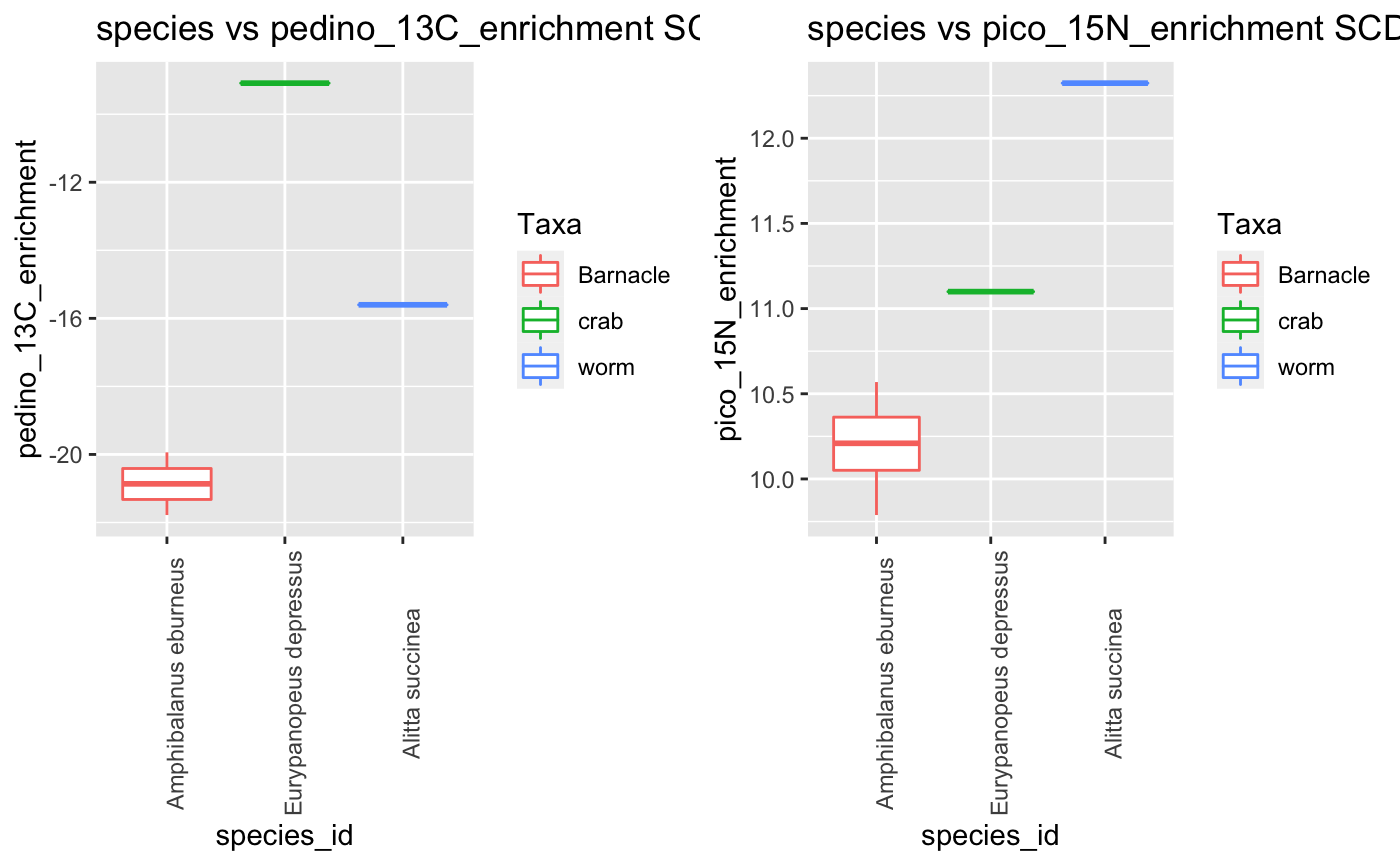 species vs pedino_13C_enrichment SC
pedino_13C_enrichment
-12
-16
-20
Amphibalanus eburneus
Eurypanopeus depressus
Alitta succinea
species_id
Taxa
Barnacle
crab
worm
species vs pico_15N_enrichment SCD
pico_15N_enrichment
12.0
11.5
11.0
10.5
10.0
Amphibalanus eburneus
Eurypanopeus depressus
Alitta succinea
species_id
Taxa
Barnacle
crab
worm